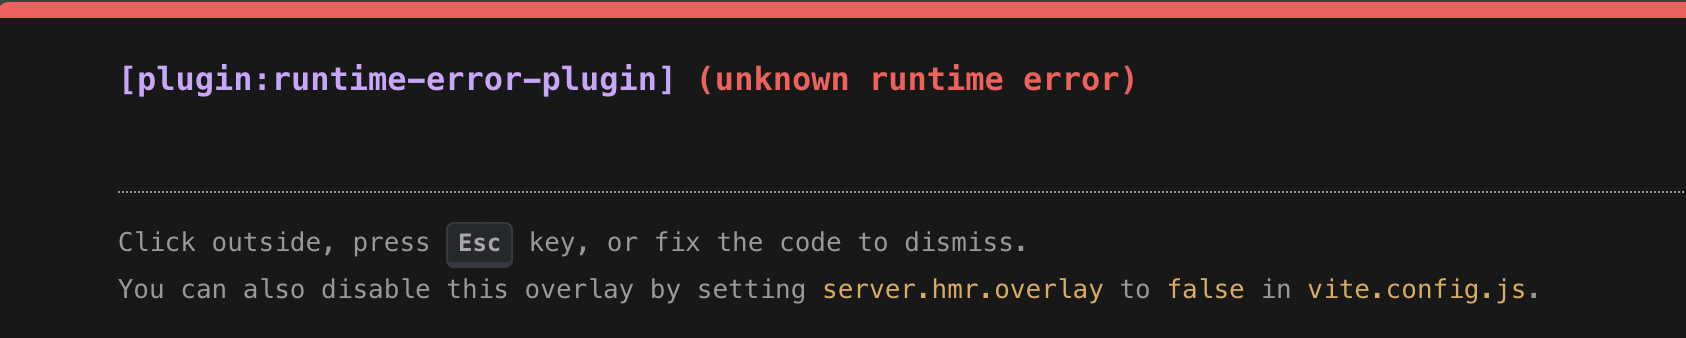 [plugin:runtime-error-plugin] (unknown runtime error)
Click outside, press Esc key, or fix the code to dismiss.
You can also disable this overlay by setting server.hmr.overlay to false in vite.config.js.